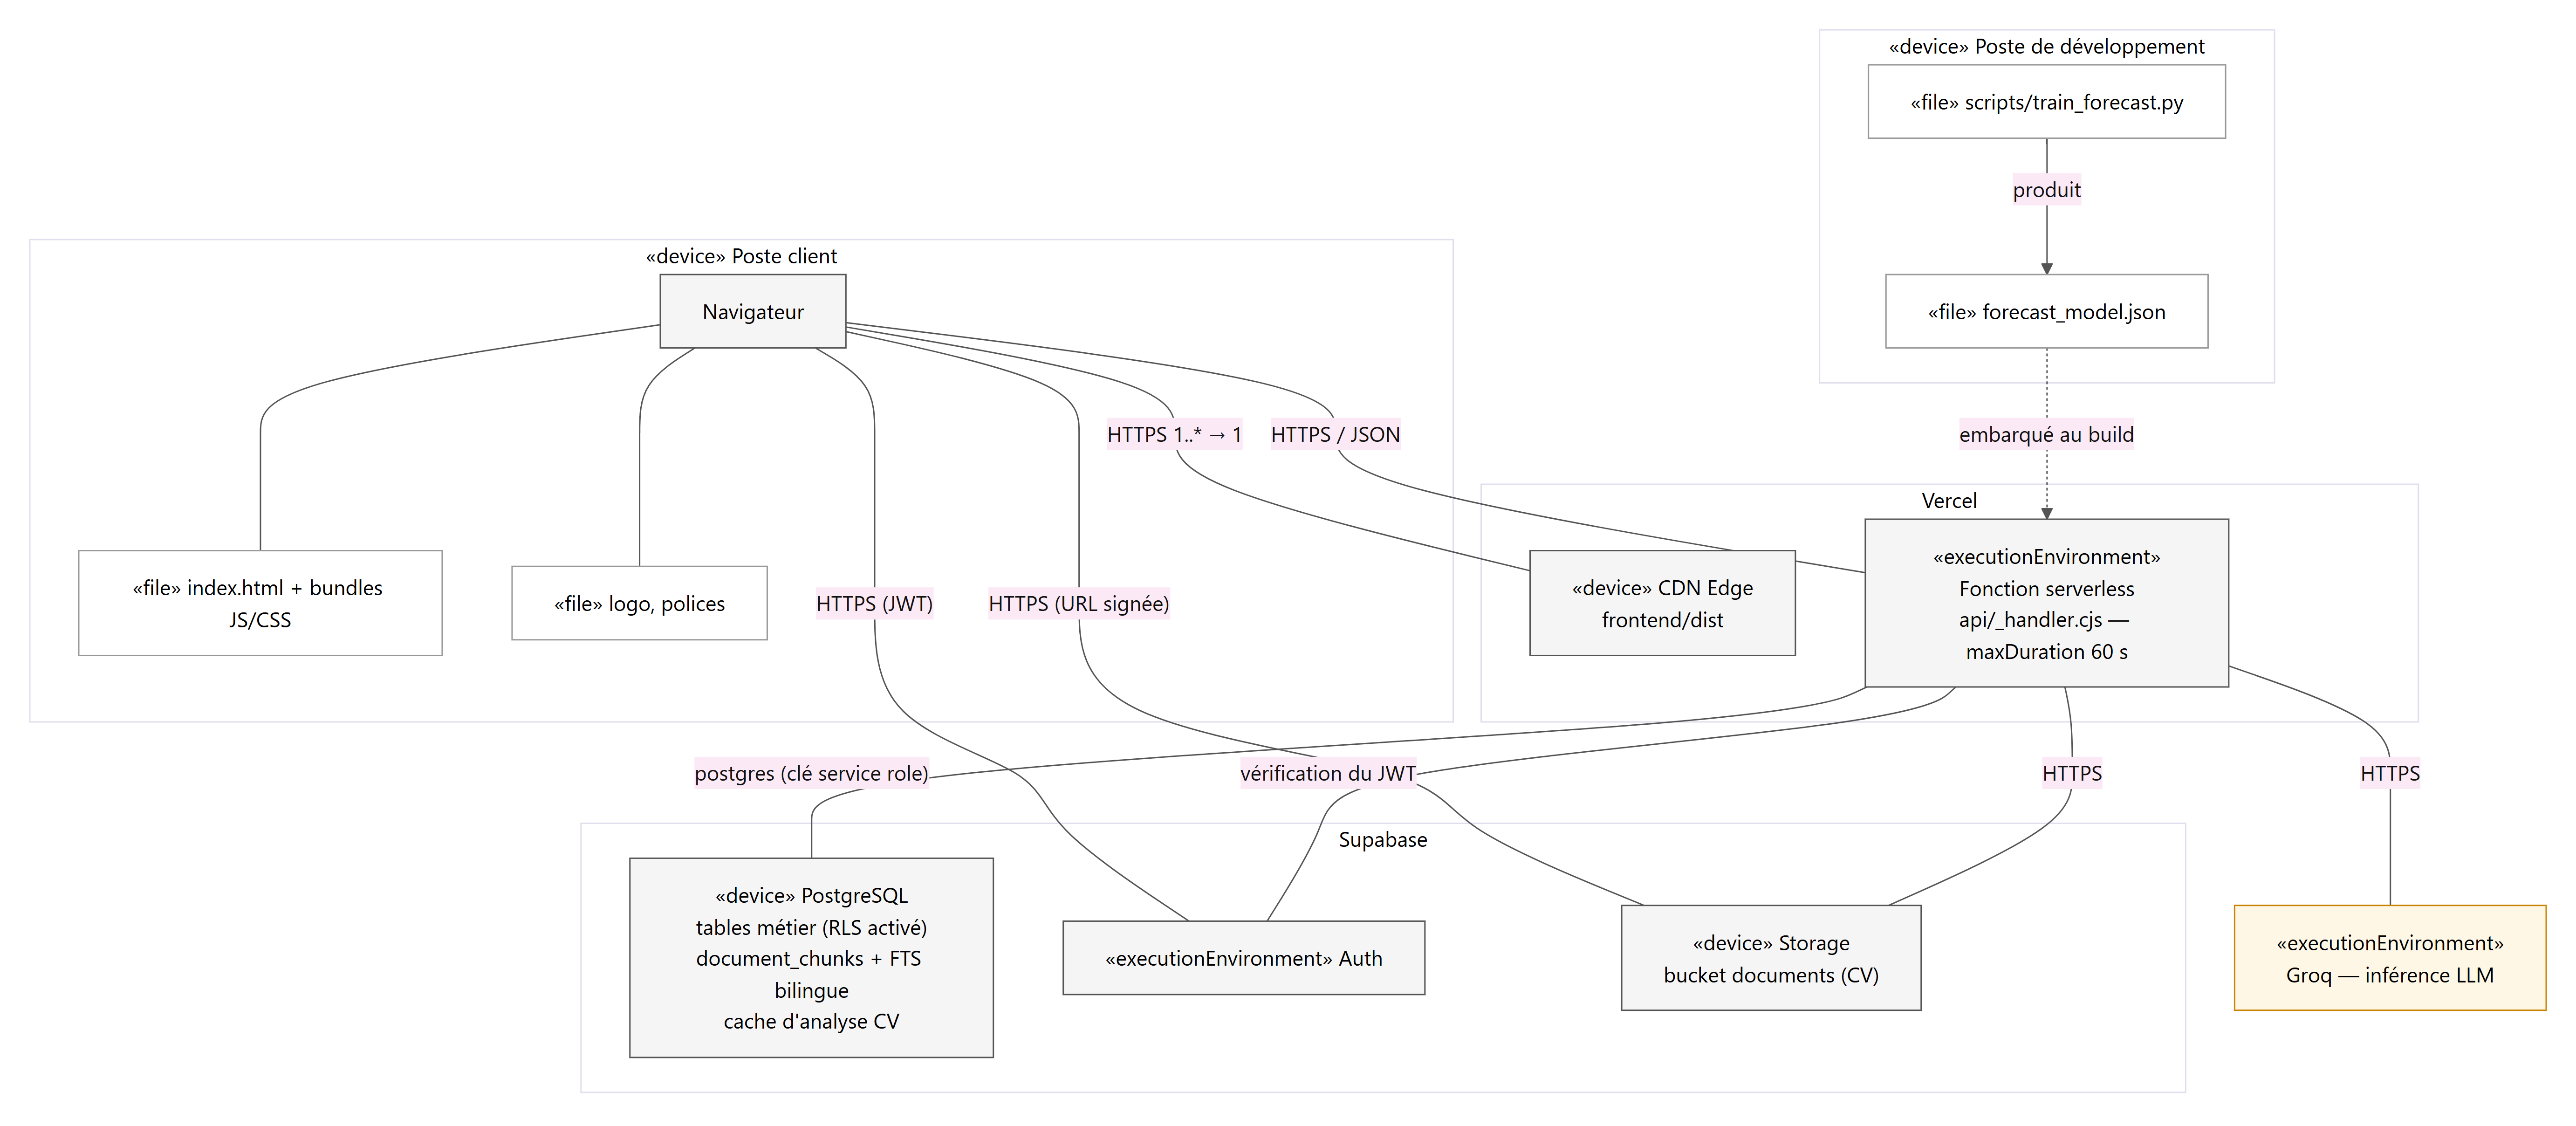 «device» Poste de développement
«file» scripts/train_forecast.py
produit
«file» forecast_model.json
embarqué au build
«device» Poste client
Navigateur
HTTPS 1..* → 1
HTTPS / JSON
«file» index.html + bundles
JS/CSS
«file» logo, polices
HTTPS (JWT)
HTTPS (URL signée)
Vercel
«device» CDN Edge
frontend/dist
«executionEnvironment»
Fonction serverless
api/_handler.cjs —
maxDuration 60 s
postgres (clé service role)
vérification du JWT
HTTPS
HTTPS
Supabase
«device» PostgreSQL
tables métier (RLS activé)
document_chunks + FTS
bilingue
cache d'analyse CV
«executionEnvironment» Auth
«device» Storage
bucket documents (CV)
«executionEnvironment»
Groq — inférence LLM